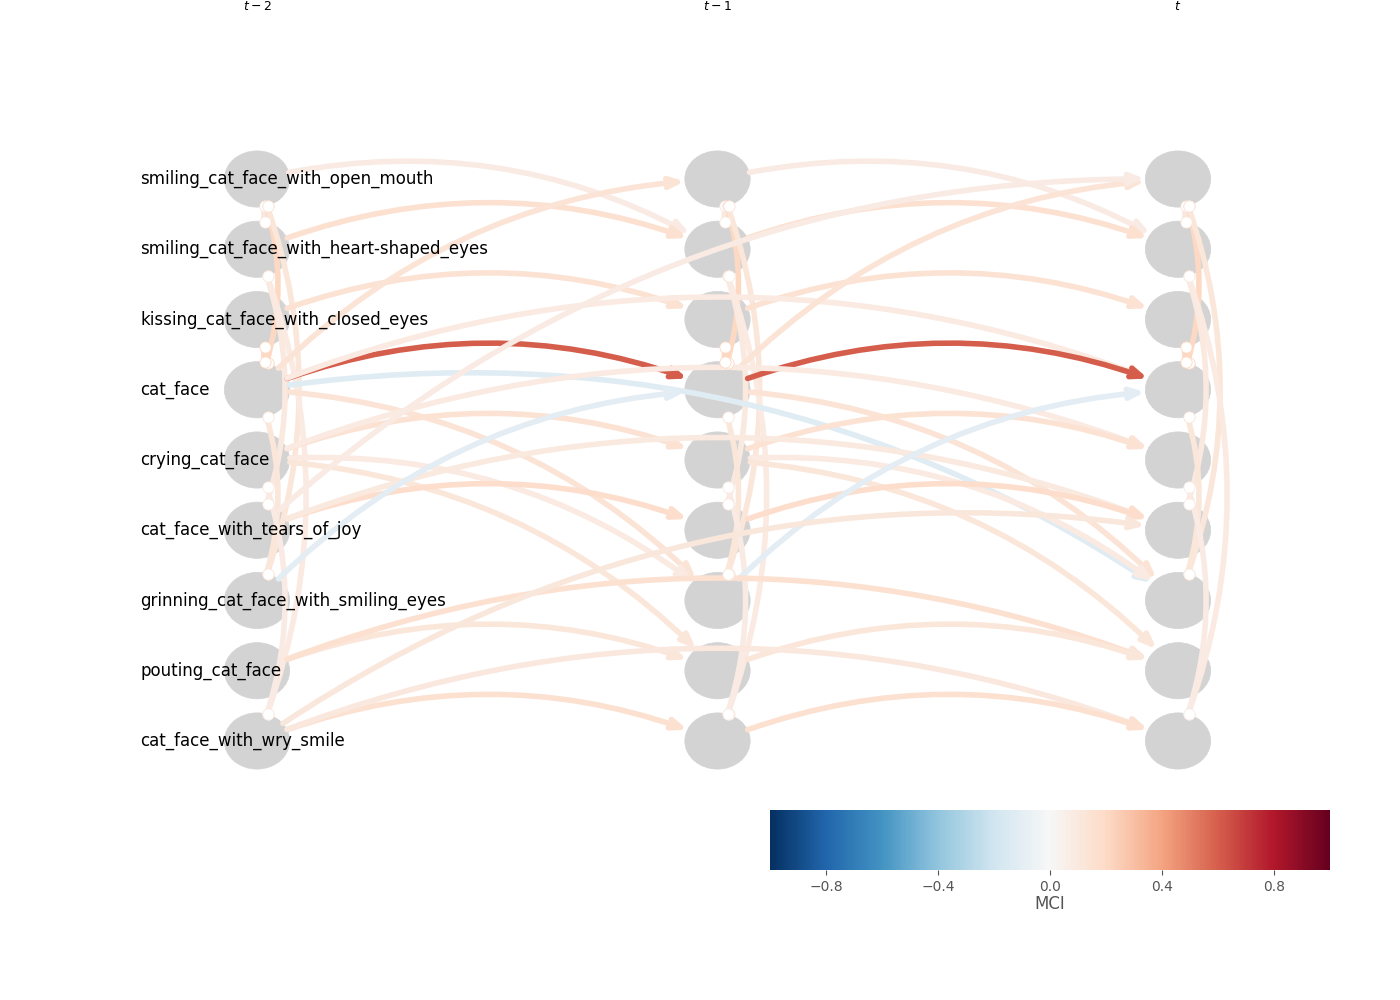 t − 2 t − 1 t
smiling_cat_face_with_open_mouth
smiling_cat_face_with_heart-shaped_eyes
kissing_cat_face_with_closed_eyes
cat_face
crying_cat_face
cat_face_with_tears_of_joy
grinning_cat_face_with_smiling_eyes
pouting_cat_face
cat_face_with_wry_smile
−0.8 −0.4 0.0 0.4 0.8
MCI